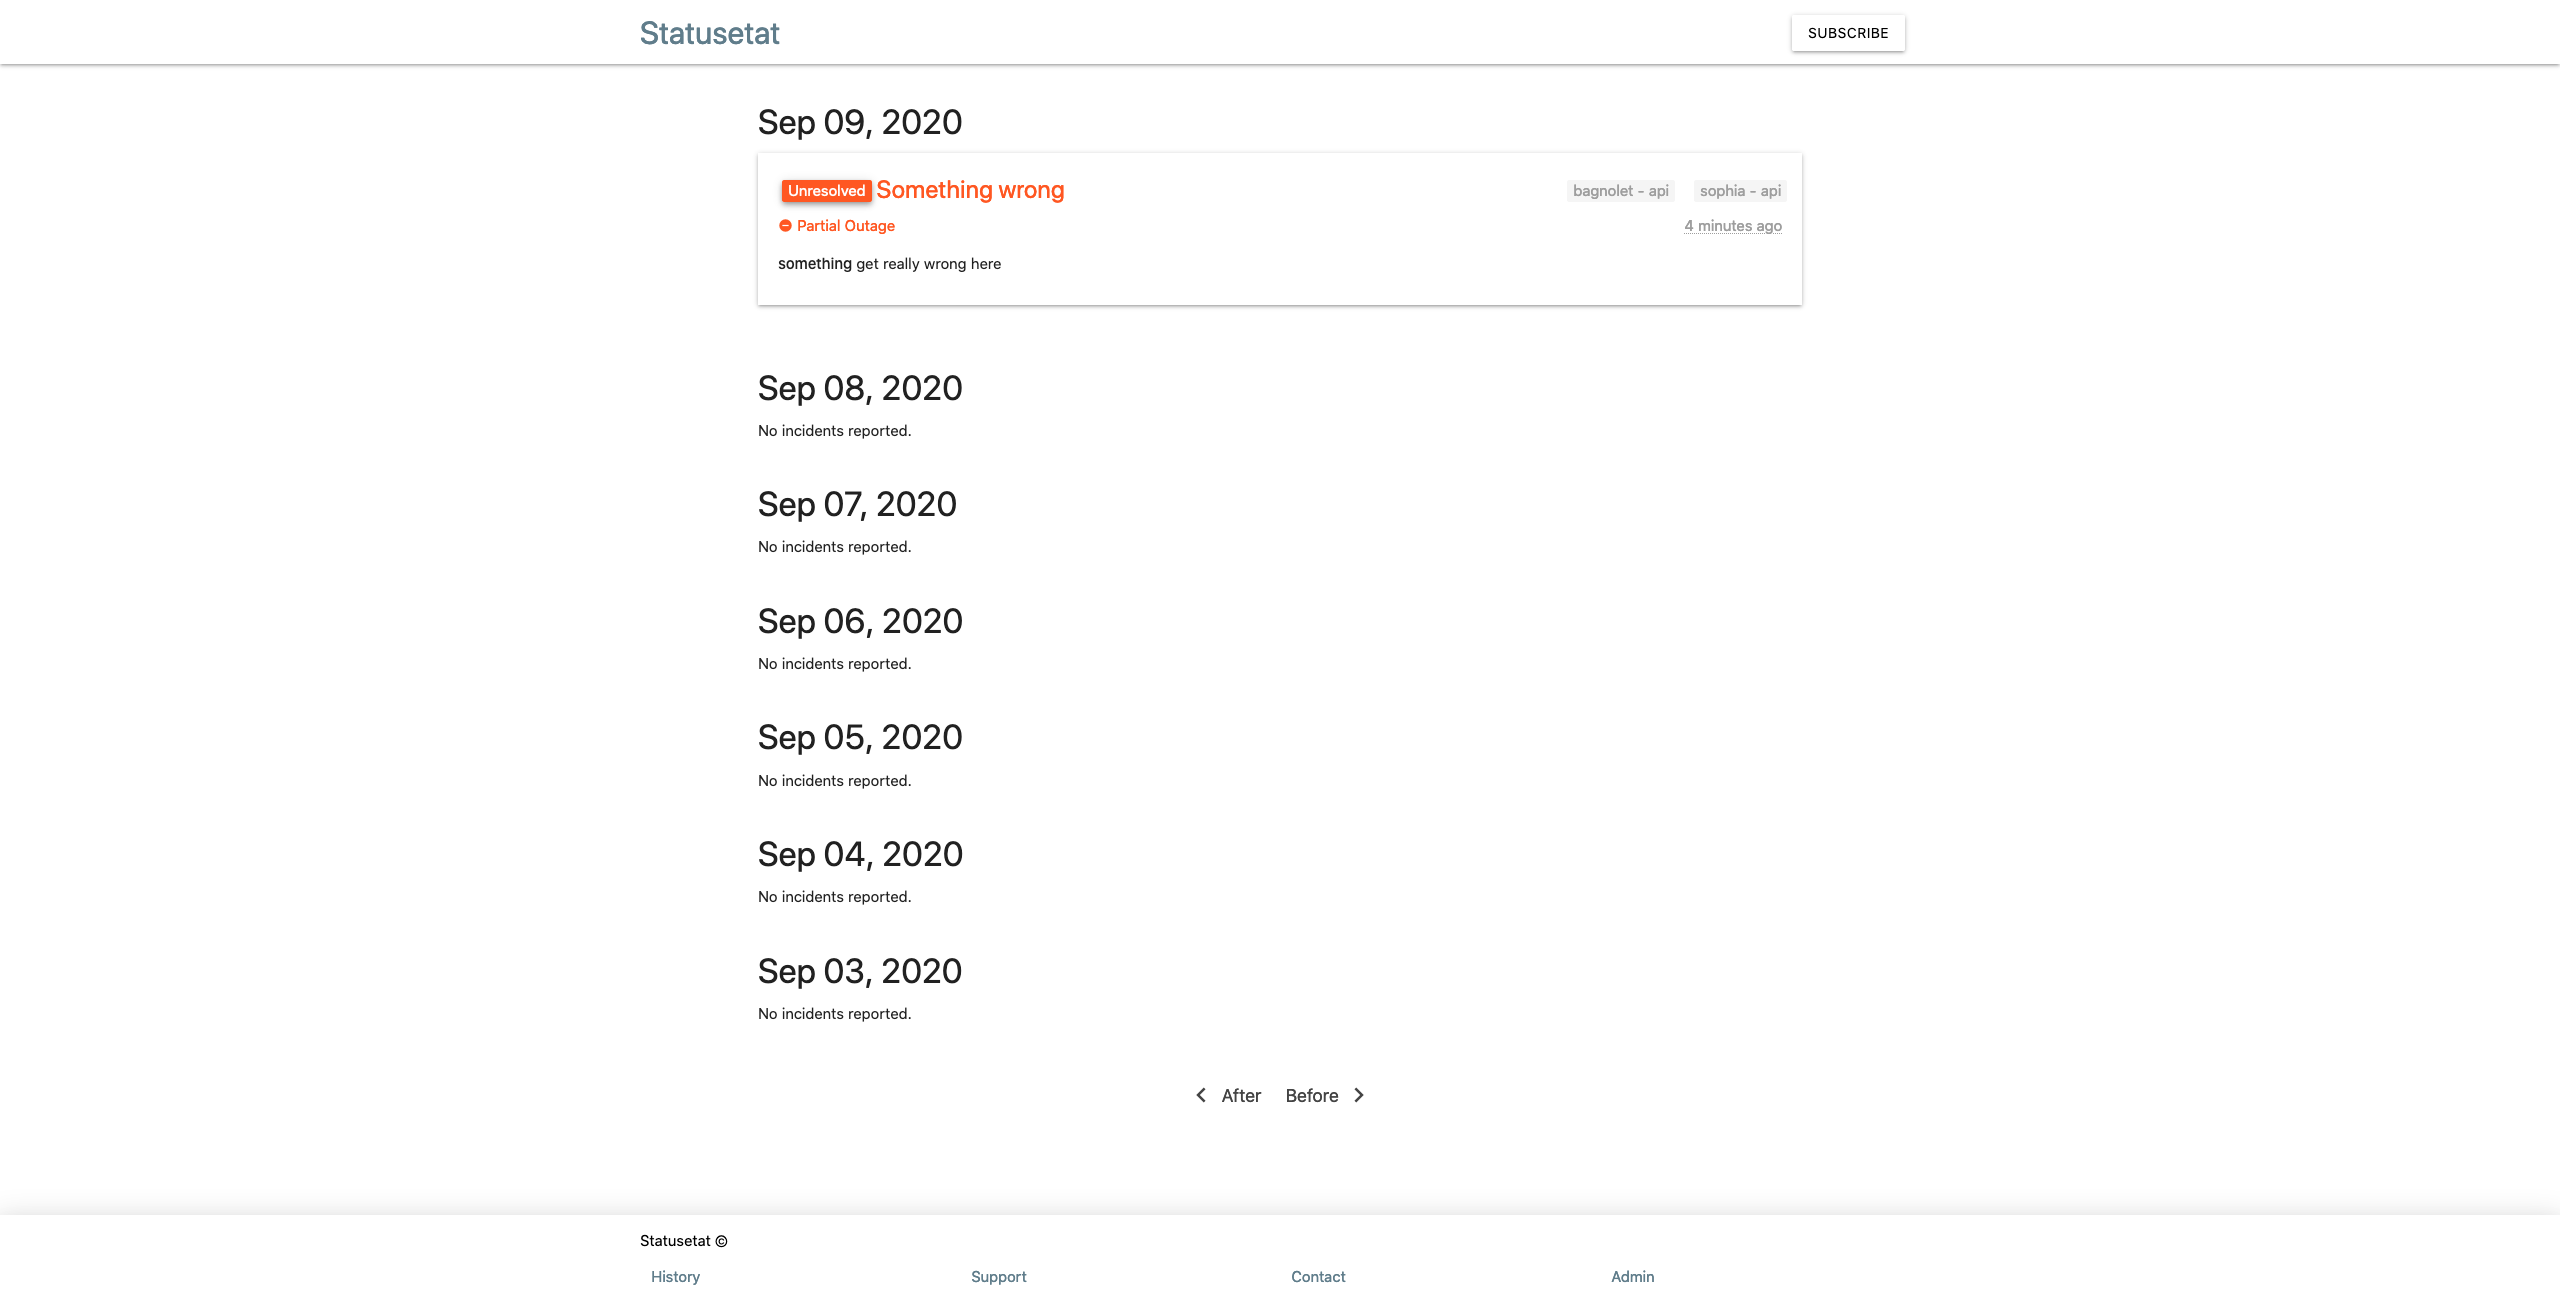 Statusetat
SUBSCRIBE
Sep 09, 2020
Unresolved Something wrong bagnolet - api sophia - api
Partial Outage 4 minutes ago
something get really wrong here
Sep 08, 2020
No incidents reported.
Sep 07, 2020
No incidents reported.
Sep 06, 2020
No incidents reported.
Sep 05, 2020
No incidents reported.
Sep 04, 2020
No incidents reported.
Sep 03, 2020
No incidents reported.
After Before
Statusetat ©
History Support Contact Admin